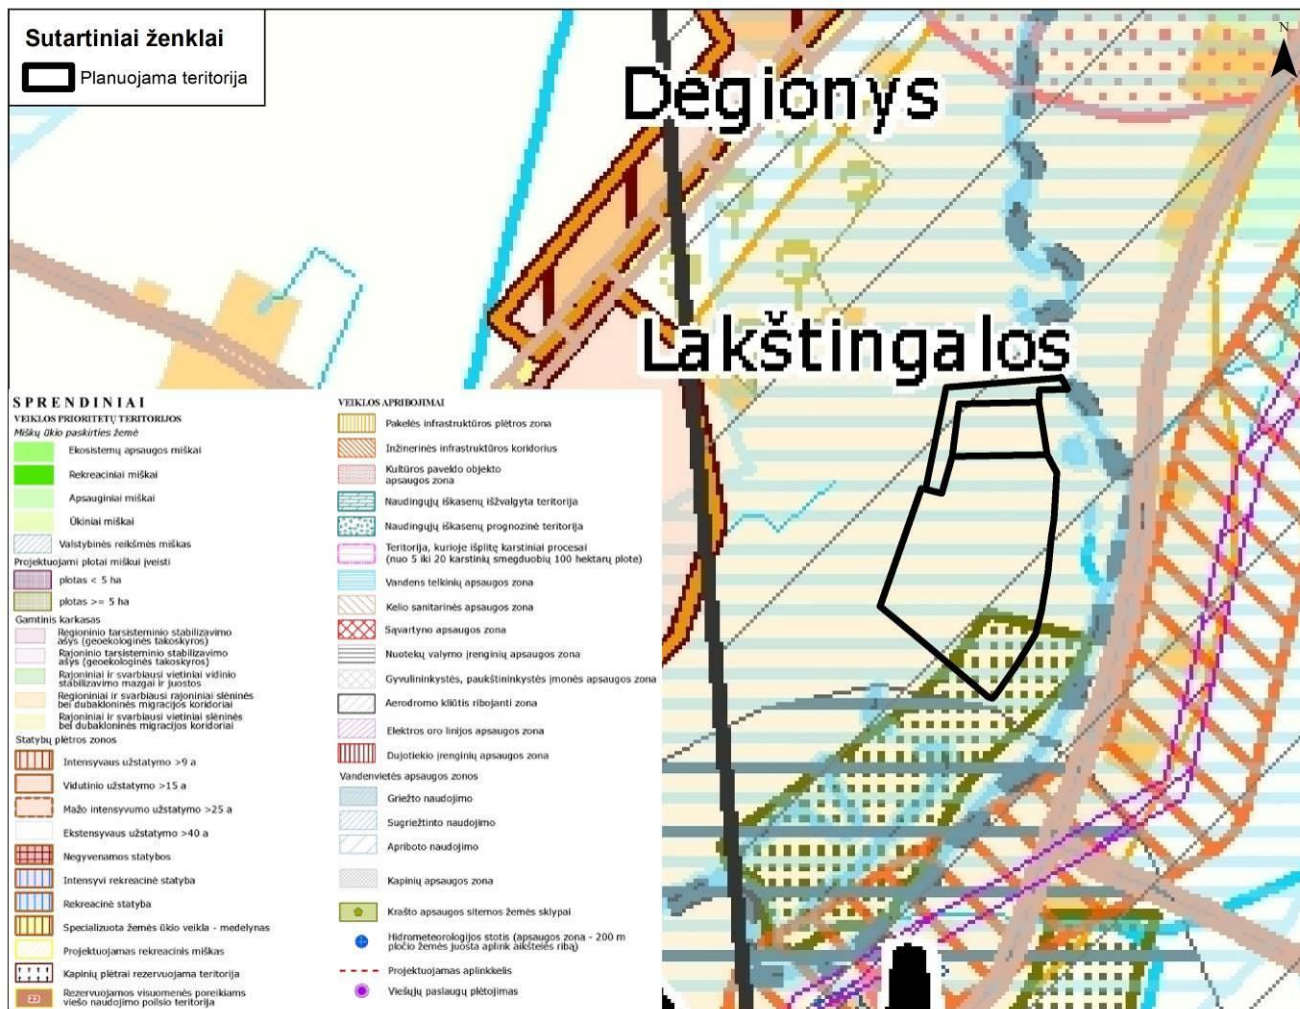 Sutartiniai ženklai
Planuojama teritorija
N
Degionys
Lakštingalos
SPRENDINIAI
VEIKLOS PRIORITETŲ TERITORIJOS
Miškų ūkio paskirties žemė
Ekosistemų apsaugos miškai
Rekreaciniai miškai
Apsauginiai miškai
Ūkiniai miškai
Valstybinės reikšmės miškas
Projektuojami plotai miškui įveisti
plotas < 5 ha
plotas >= 5 ha
Gamtinis karkasas
Regioninio tarsisteminio stabilizavimo
ašys (geoekologinės takoskyros)
Rajoninio tarsisteminio stabilizavimo
ašys (geoekologinės takoskyros)
Rajoniniai ir svarbiausi vietiniai vidinio
stabilizavimo mazgai ir juostos
Regioniniai ir svarbiausi rajoniniai slėninės
bei dubakloninės migracijos koridoriai
Rajoniniai ir svarbiausi vietiniai slėninės
bei dubakloninės migracijos koridoriai
Statybų plėtros zonos
Intensyvaus užstatymo >9 a
Vidutinio užstatymo >15 a
Mažo intensyvumo užstatymo >25 a
Ekstensyvaus užstatymo >40 a
Negyvenamos statybos
Intensyvi rekreacinė statyba
Rekreacinė statyba
Specializuota žemės ūkio veikla - medelynas
Projektuojamas rekreacinis miškas
Kapinių plėtrai rezervuojama teritorija
22
Rezervuojamos visuomenės poreikiams
viešo naudojimo poilsio teritorija
VEIKLOS APRIBOJIMAI
Pakelės infrastruktūros plėtros zona
Inžinerinės infrastruktūros koridorius
Kultūros paveldo objekto
apsaugos zona
Naudingųjų iškasenų išžvalgyta teritorija
Naudingųjų iškasenų prognozinė teritorija
Teritorija, kurioje išplitę karstiniai procesai
(nuo 5 iki 20 karstinių smegduobių 100 hektarų plote)
Vandens telkinių apsaugos zona
Kelio sanitarinės apsaugos zona
Sąvartyno apsaugos zona
Nuotekų valymo įrenginių apsaugos zona
Gyvulininkystės, paukštininkystės įmonės apsaugos zona
Aerodromo kliūtis ribojanti zona
Elektros oro linijos apsaugos zona
Dujotiekio įrenginių apsaugos zona
Vandenvietės apsaugos zonos
Griežto naudojimo
Sugriežtinto naudojimo
Apriboto naudojimo
Kapinių apsaugos zona
Krašto apsaugos sitemos žemės sklypai
Hidrometeorologijos stotis (apsaugos zona - 200 m
pločio žemės juosta aplink aikštelės ribą)
Projektuojamas aplinkkelis
Viešųjų paslaugų plėtojimas